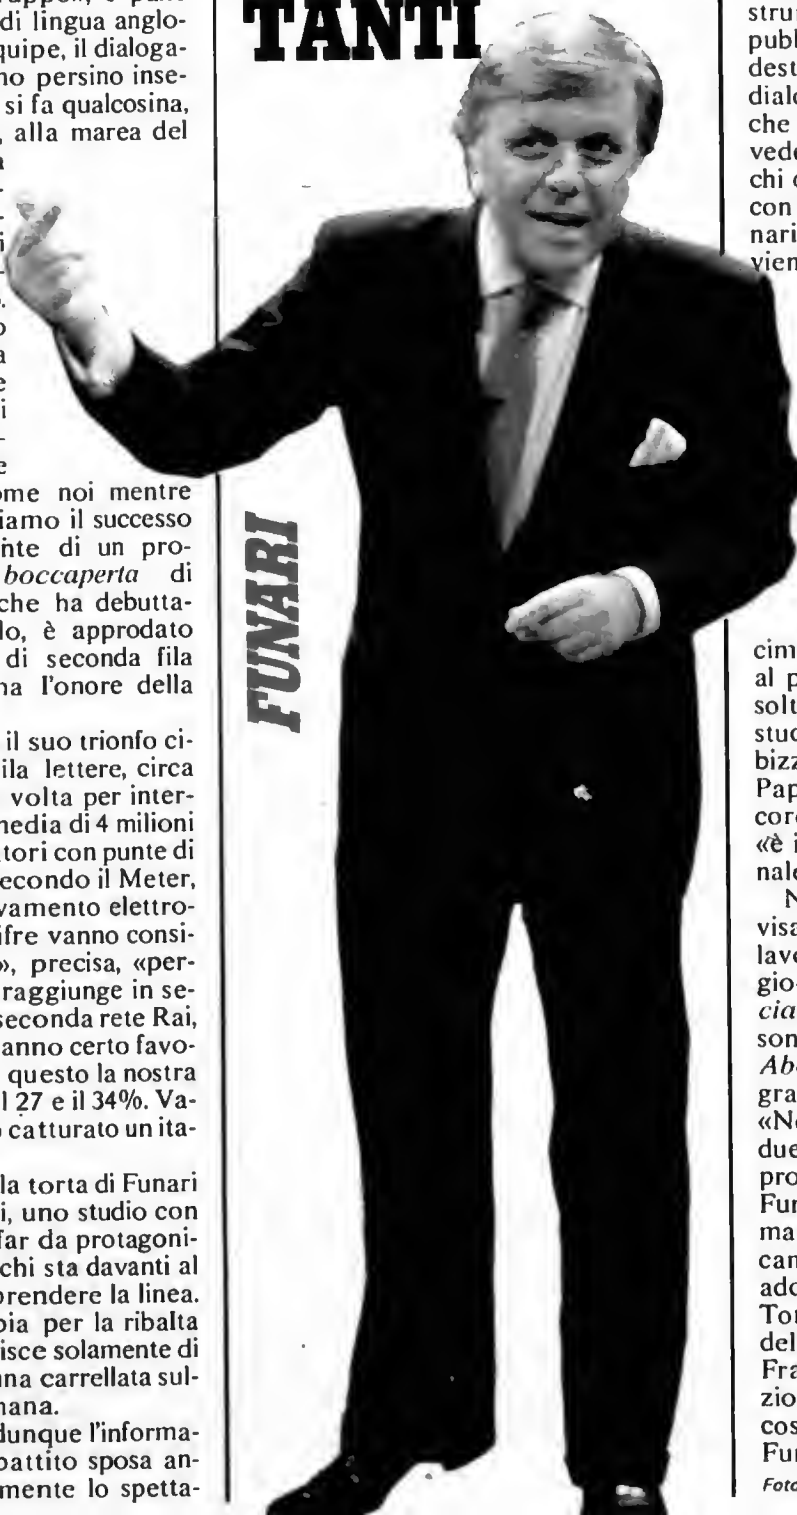 di lingua anglo-
quipe, il dialoga-
no persino inse-
si fa qualcosina,
, alla marea del
a
-
-
i
-
.
o
a
e
i
-
e
ome noi mentre
iamo il successo
nte di un pro-
boccaperta di
che ha debutta-
lo, è approdato
di seconda fila
na l'onore della
il suo trionfo ci-
ila lettere, circa
volta per inter-
nedia di 4 milioni
tori con punte di
econdo il Meter,
vamento elettro-
ifre vanno consi-
», precisa, «per-
raggiunge in se-
seconda rete Rai,
anno certo favo-
questo la nostra
l 27 e il 34%. Va-
catturato un ita-
la torta di Funari
i, uno studio con
far da protagoni-
chi sta davanti al
prendere la linea.
pia per la ribalta
isce solamente di
una carrellata sul-
mana.
dunque l'informa-
battito sposa an-
mente lo spetta-
TANTI
FUNARI
strui
publ
dest
dialo
che
vede
chi c
con
nari
vien
cim
al p
solt
stuc
bizz
Pap
core
«è i
nale
N
visa
lave
gio-
cia
son
Abo
gra
«No
due
pro
Fur
ma
can
ado
Tor
del
Fra
zio
cos
Fur
Foto